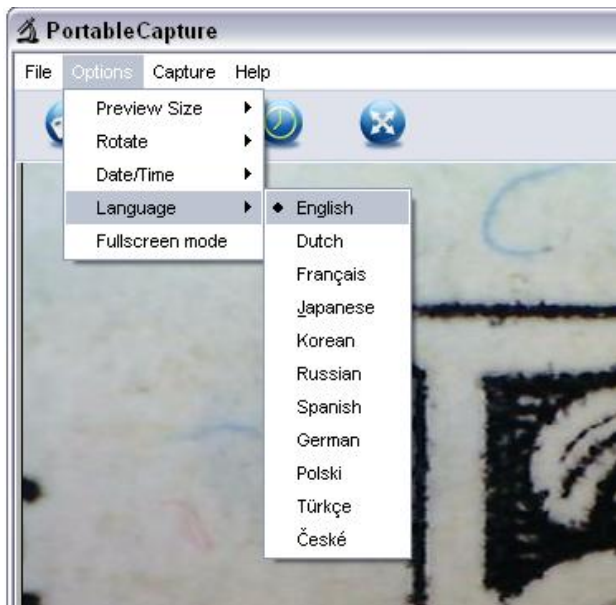 PortableCapture
File Options Capture Help
Preview Size
Rotate
Date/Time
Language
Fullscreen mode
English
Dutch
Français
Japanese
Korean
Russian
Spanish
German
Polski
Türkçe
České